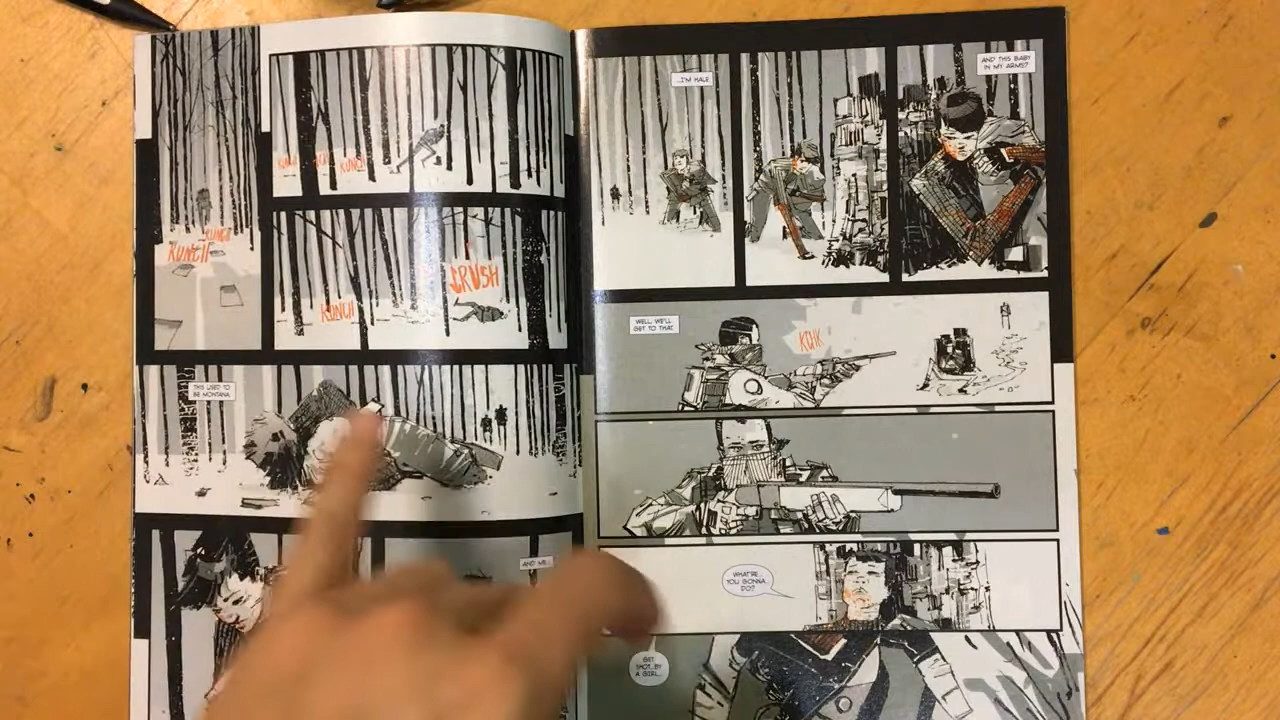 KUNCH
KUNCH
KUNCH
CRUSH
KUNCH
THIS USED TO
BE MONTANA.
AND WE...
...I'M HALE
AND THIS BABY
IN MY ARMS?
WELL, WE'LL
GET TO THAT.
KCHK
WHAT'RE
YOU GONNA
DO?
GET
SHOT...BY
A GIRL...